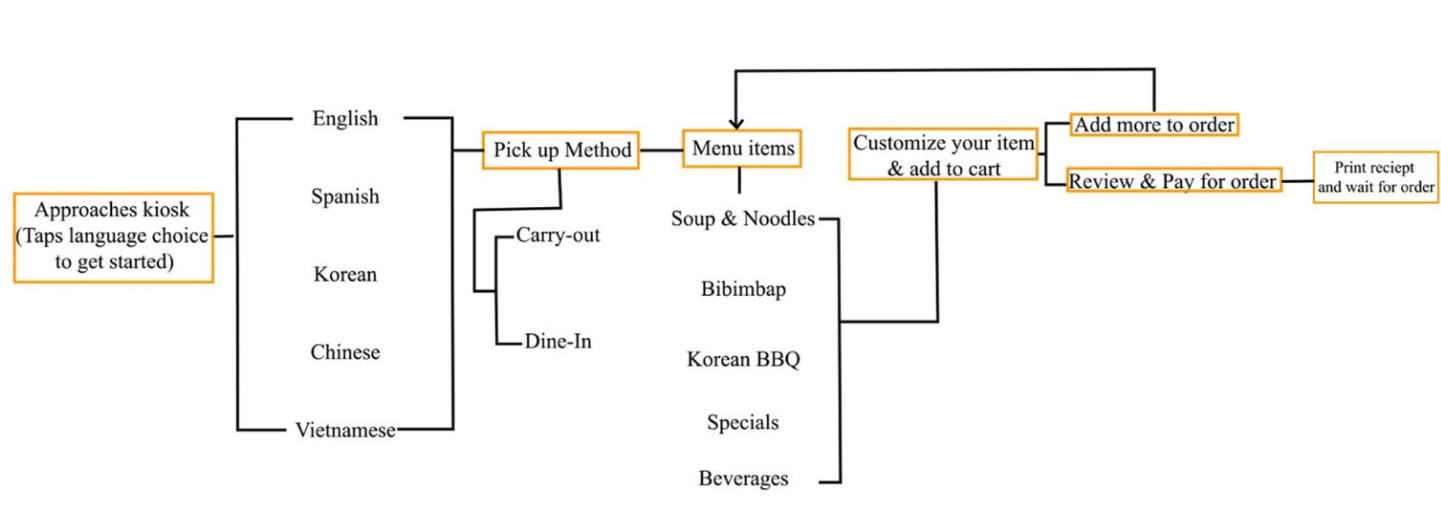 Approaches kiosk
(Taps language choice
to get started)
English
Spanish
Korean
Chinese
Vietnamese
Pick up Method
Carry-out
Dine-In
Menu items
Soup & Noodles
Bibimbap
Korean BBQ
Specials
Beverages
Customize your item
& add to cart
Add more to order
Review & Pay for order
Print reciept
and wait for order